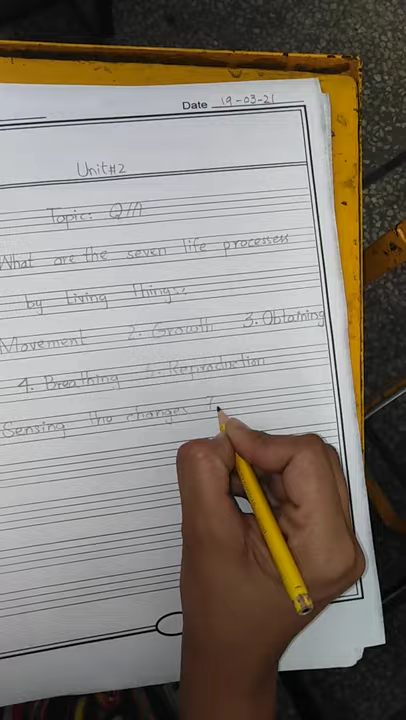 Date 19-03-21
Unit#2
Topic: Q/A
What are the seven life processess
by Living Things?
Movement 2. Growth 3. Obtaining
4. Breathing 5. Reproduction
Sensing the changes 7